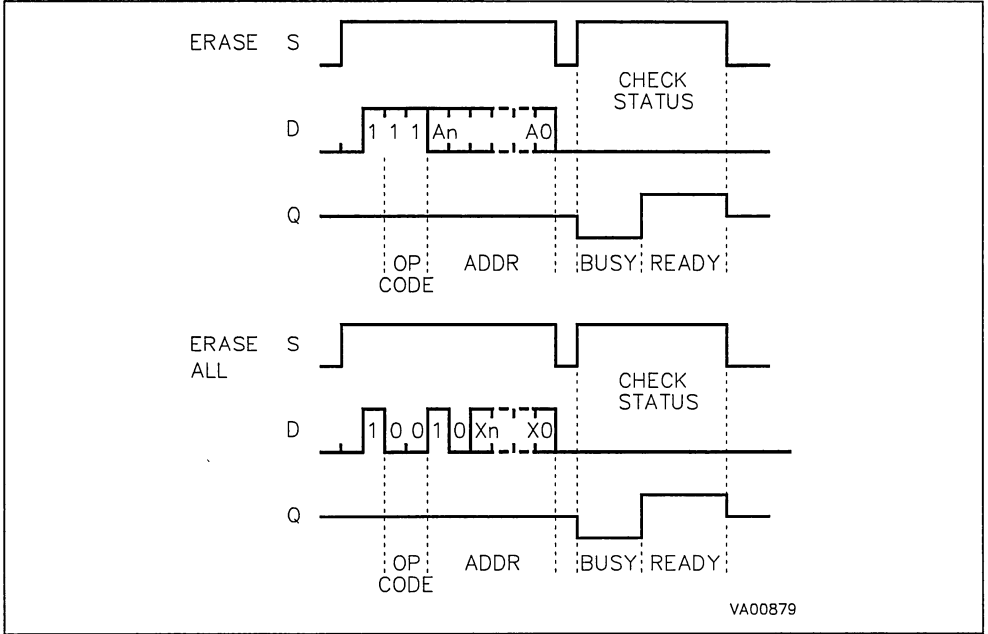 ERASE S
CHECK
STATUS
D 1 1 1 An A0
Q
OP
CODE ADDR BUSY READY
ERASE
ALL S
CHECK
STATUS
D 1 0 0 1 0 Xn X0
Q
OP
CODE ADDR BUSY READY
VA00879